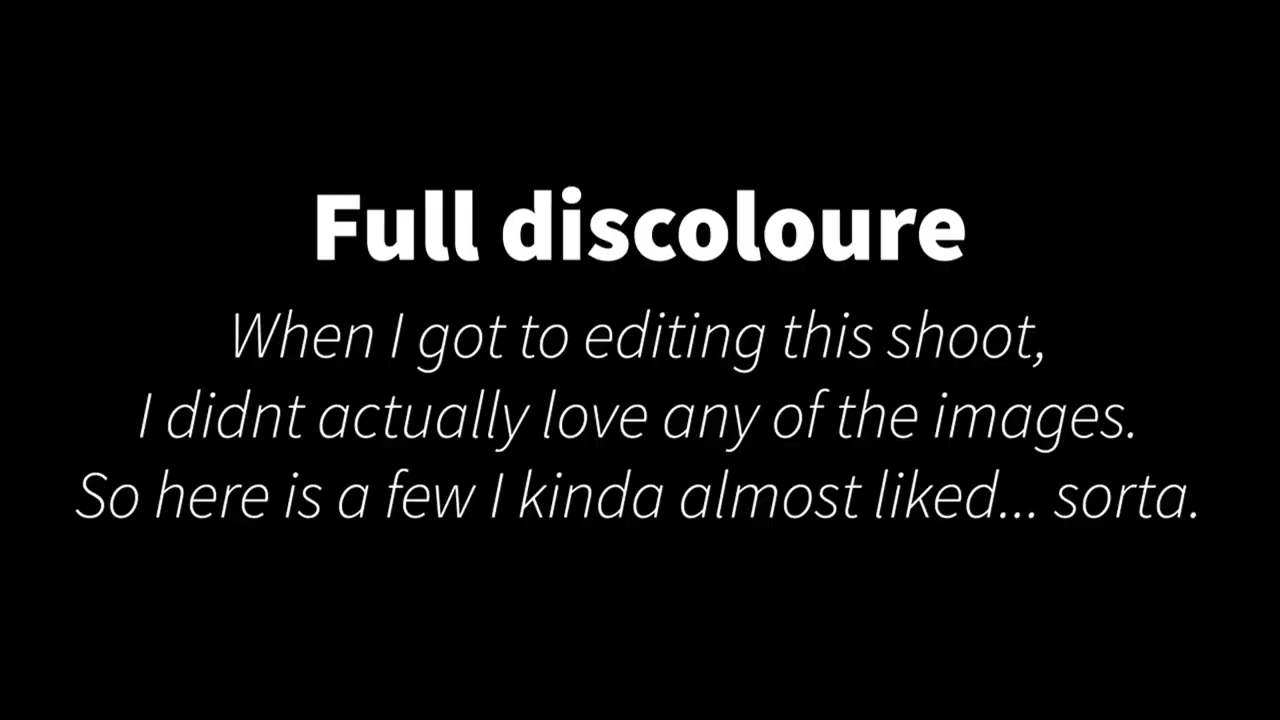 Full discoloure
When I got to editing this shoot,
I didnt actually love any of the images.
So here is a few I kinda almost liked... sorta.